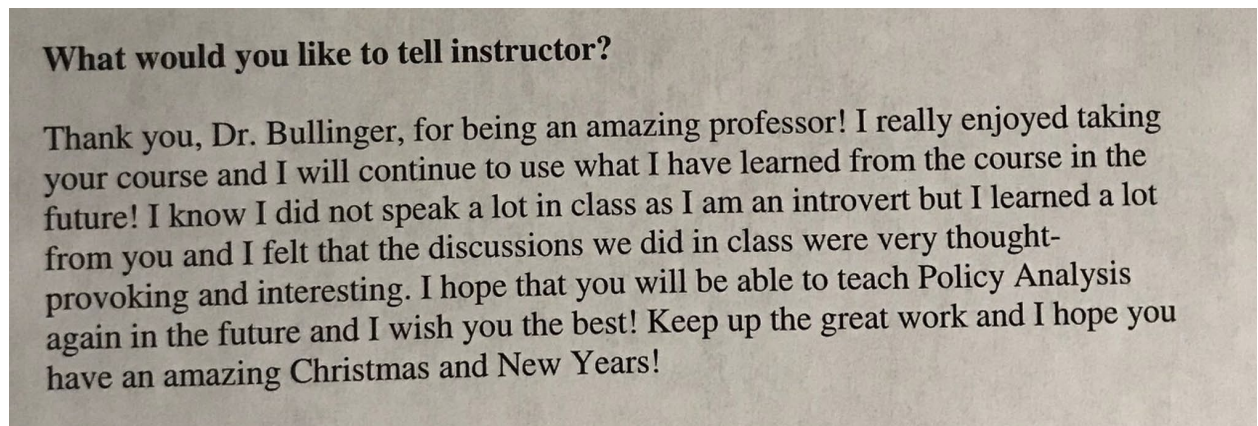 What would you like to tell instructor?
Thank you, Dr. Bullinger, for being an amazing professor! I really enjoyed taking
your course and I will continue to use what I have learned from the course in the
future! I know I did not speak a lot in class as I am an introvert but I learned a lot
from you and I felt that the discussions we did in class were very thought-
provoking and interesting. I hope that you will be able to teach Policy Analysis
again in the future and I wish you the best! Keep up the great work and I hope you
have an amazing Christmas and New Years!